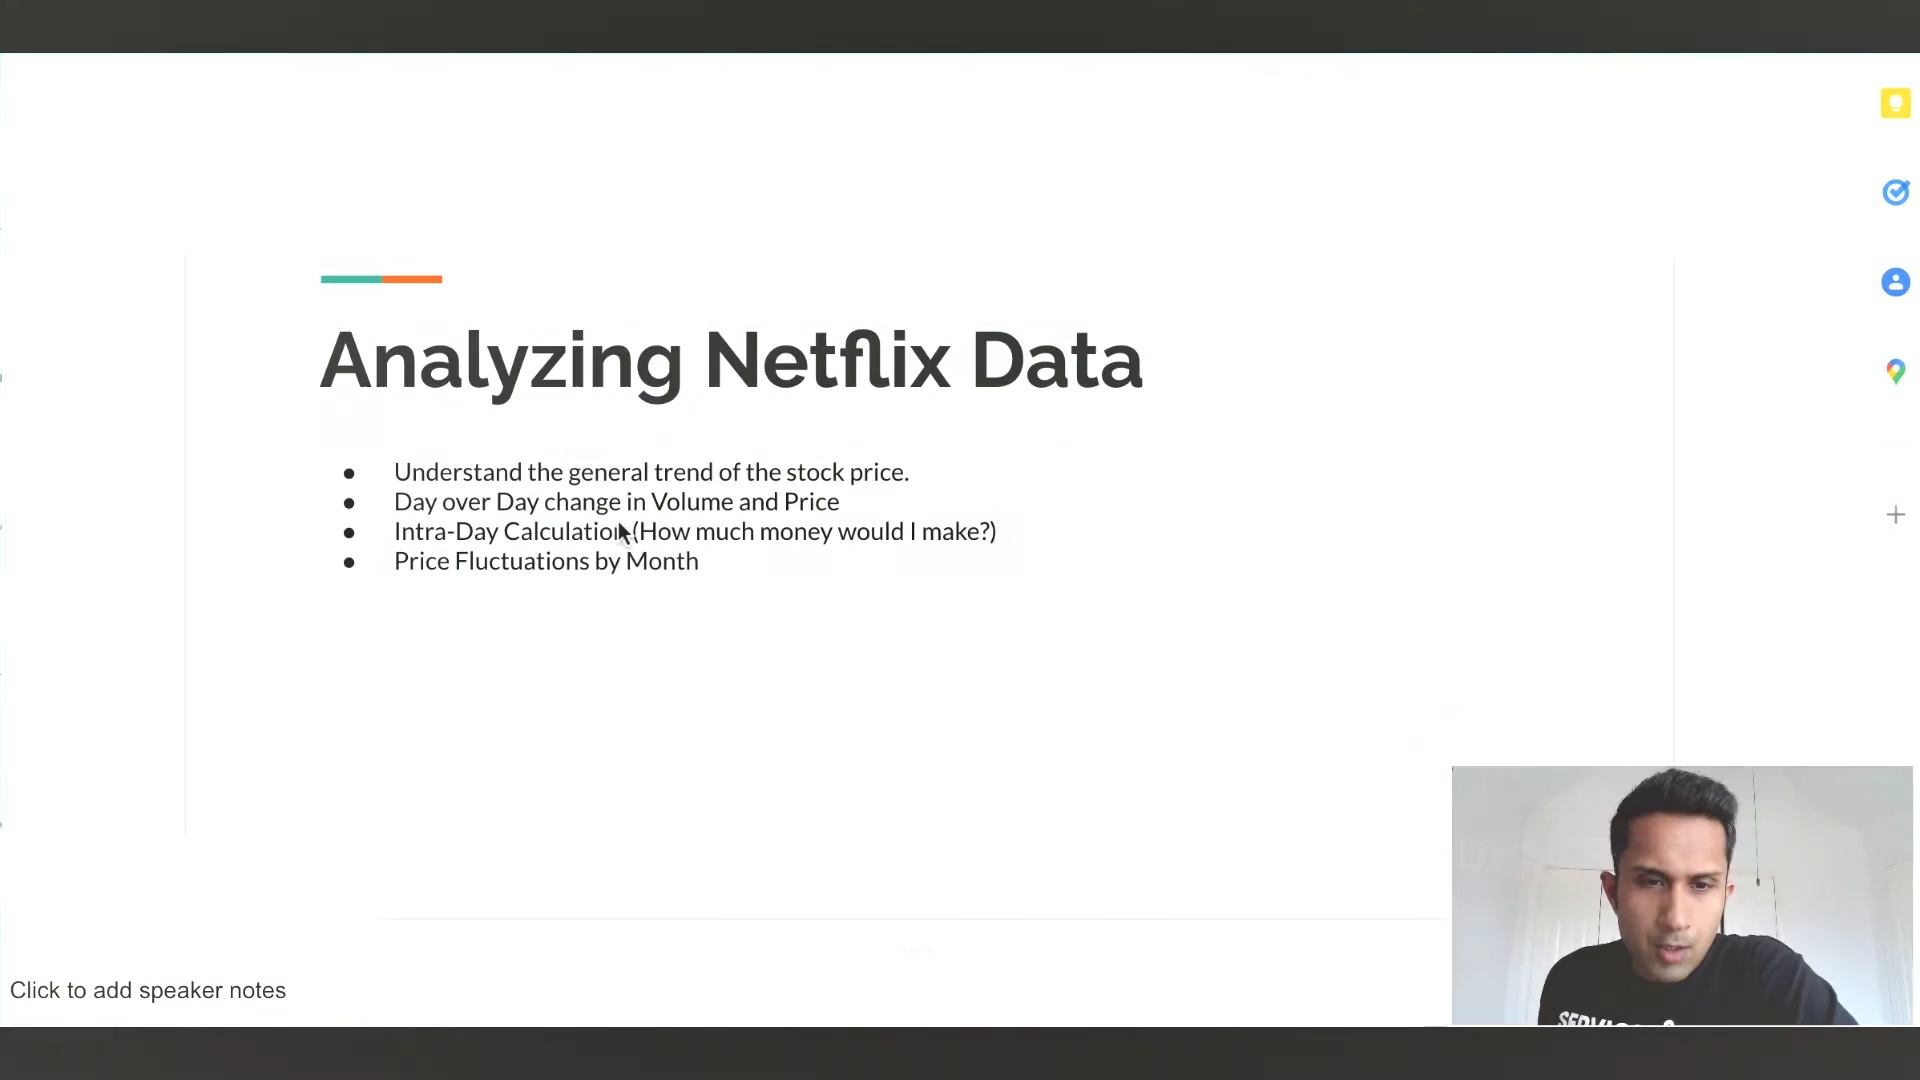 Analyzing Netflix Data
● Understand the general trend of the stock price.
● Day over Day change in Volume and Price
● Intra-Day Calculation (How much money would I make?)
● Price Fluctuations by Month
Click to add speaker notes